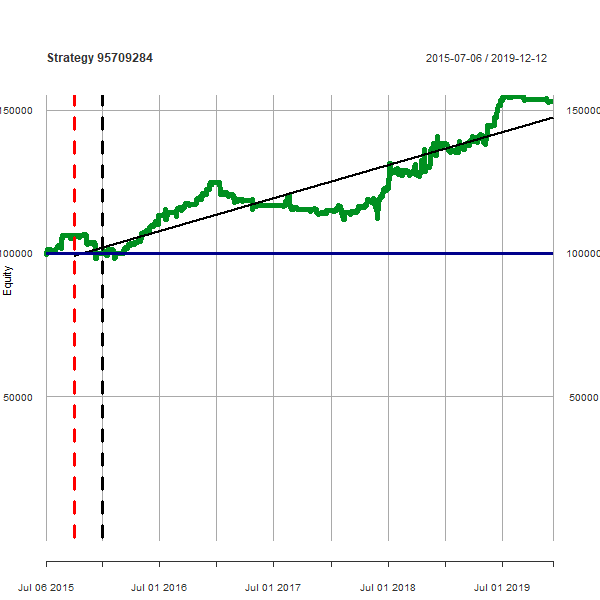 Strategy 95709284
2015-07-06 / 2019-12-12
150000
150000
100000
100000
Equity
50000
50000
Jul 06 2015
Jul 01 2016
Jul 01 2017
Jul 01 2018
Jul 01 2019